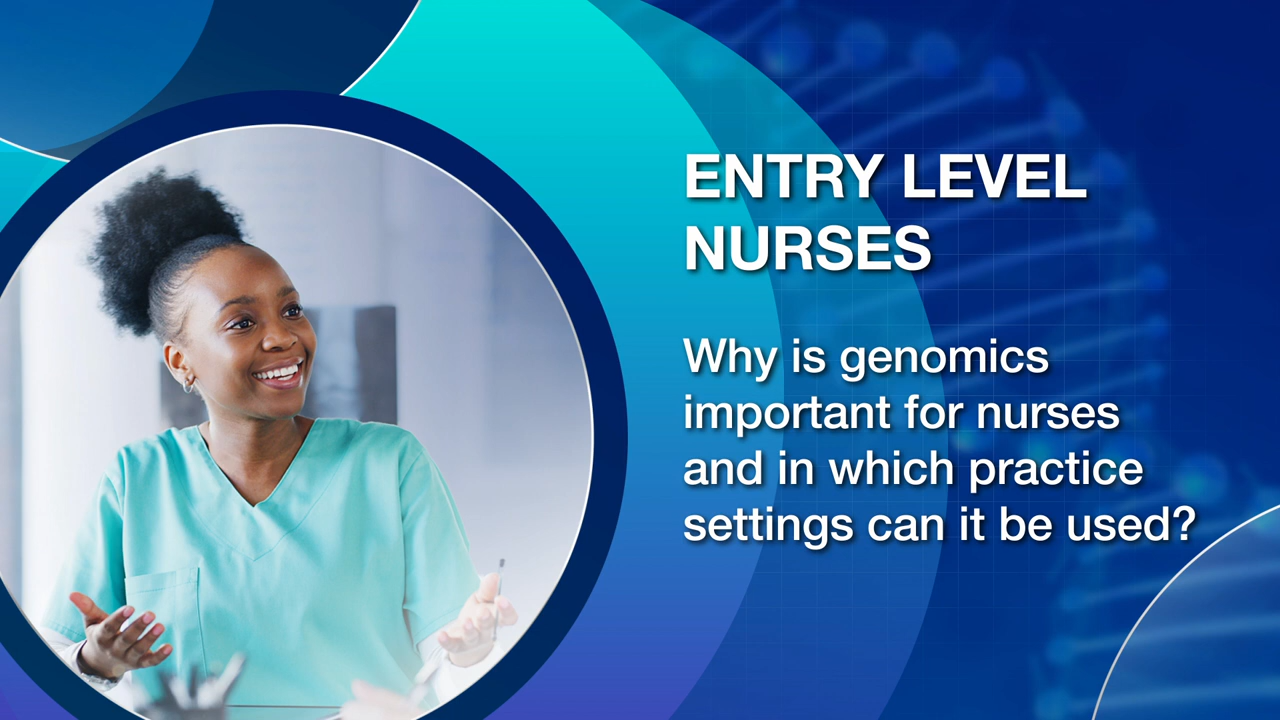 ENTRY LEVEL
NURSES
Why is genomics
important for nurses
and in which practice
settings can it be used?